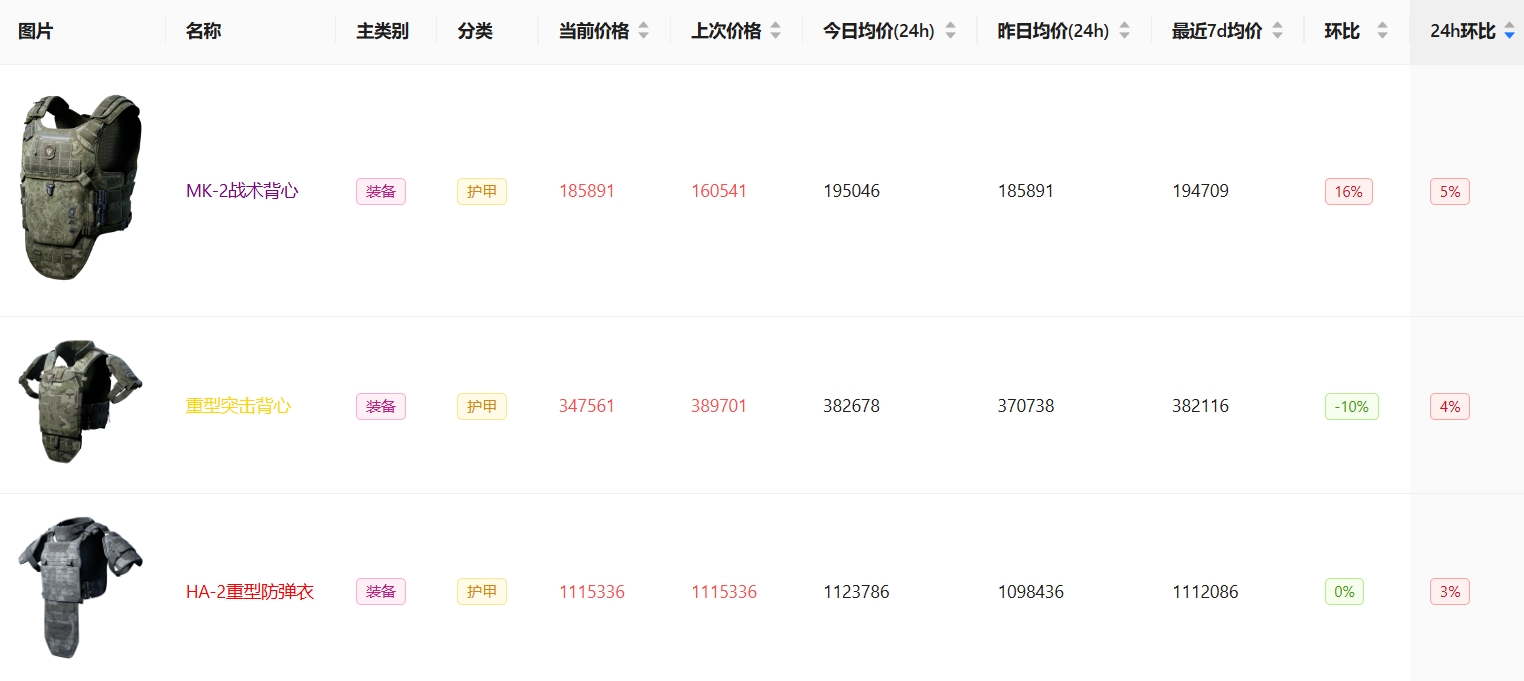 图片 名称 主类别 分类 当前价格 上次价格 今日均价(24h) 昨日均价(24h) 最近7d均价 环比 24h环比
MK-2战术背心 装备 护甲 185891 160541 195046 185891 194709 16% 5%
重型突击背心 装备 护甲 347561 389701 382678 370738 382116 -10% 4%
HA-2重型防弹衣 装备 护甲 1115336 1115336 1123786 1098436 1112086 0% 3%